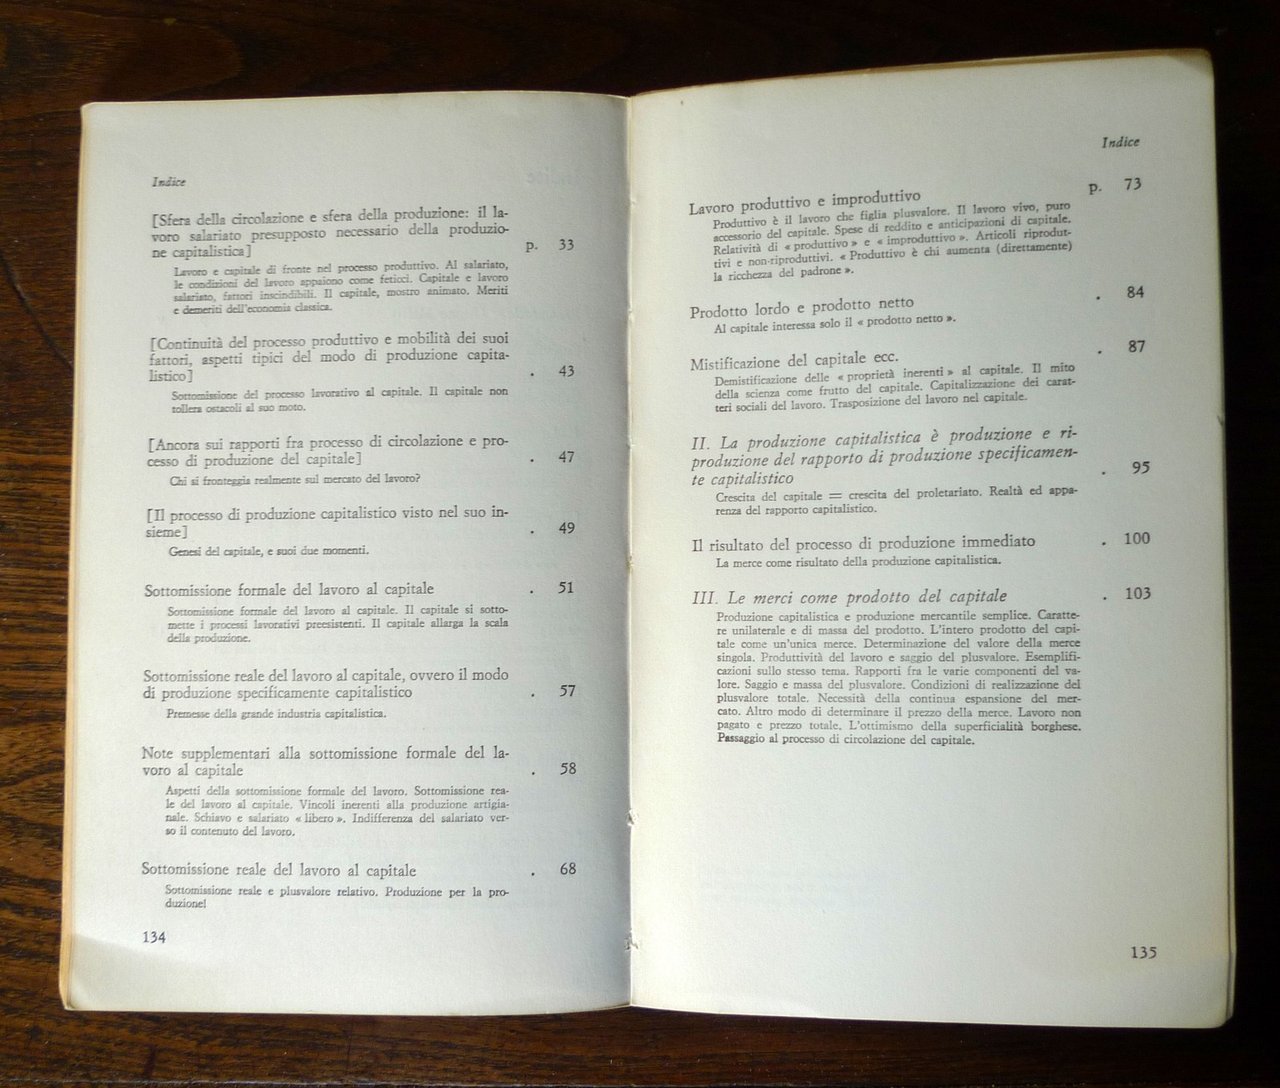 Indice
[Sfera della circolazione e sfera della produzione: il la-
voro salariato presupposto necessario della produzio-
ne capitalistica] p. 33
Lavoro e capitale di fronte nel processo produttivo. Al salariato,
le condizioni del lavoro appaiono come feticci. Capitale e lavoro
salariato, fattori inscindibili. Il capitale, mostro animato. Meriti
e demeriti dell'economia classica.
[Continuità del processo produttivo e mobilità dei suoi
fattori, aspetti tipici del modo di produzione capita-
listico] . 43
Sottomissione del processo lavorativo al capitale. Il capitale non
tollera ostacoli al suo moto.
[Ancora sui rapporti fra processo di circolazione e pro-
cesso di produzione del capitale] . 47
Chi si fronteggia realmente sul mercato del lavoro?
[Il processo di produzione capitalistico visto nel suo in-
sieme] . 49
Genesi del capitale, e suoi due momenti.
Sottomissione formale del lavoro al capitale . 51
Sottomissione formale del lavoro al capitale. Il capitale si sotto-
mette i processi lavorativi preesistenti. Il capitale allarga la scala
della produzione.
Sottomissione reale del lavoro al capitale, ovvero il modo
di produzione specificamente capitalistico . 57
Premesse della grande industria capitalistica.
Note supplementari alla sottomissione formale del la-
voro al capitale . 58
Aspetti della sottomissione formale del lavoro. Sottomissione rea-
le del lavoro al capitale. Vincoli inerenti alla produzione artigia-
nale. Schiavo e salariato « libero ». Indifferenza del salariato ver-
so il contenuto del lavoro.
Sottomissione reale del lavoro al capitale . 68
Sottomissione reale e plusvalore relativo. Produzione per la pro-
duzione!
134
Indice
Lavoro produttivo e improduttivo p. 73
Produttivo è il lavoro che figlia plusvalore. Il lavoro vivo, puro
accessorio del capitale. Spese di reddito e anticipazioni di capitale.
Relatività di « produttivo » e « improduttivo ». Articoli riprodut-
tivi e non-riproduttivi. « Produttivo è chi aumenta (direttamente)
la ricchezza del padrone ».
Prodotto lordo e prodotto netto . 84
Al capitale interessa solo il « prodotto netto ».
Mistificazione del capitale ecc. . 87
Demistificazione delle « proprietà inerenti » al capitale. Il mito
della scienza come frutto del capitale. Capitalizzazione dei carat-
teri sociali del lavoro. Trasposizione del lavoro nel capitale.
II. La produzione capitalistica è produzione e ri-
produzione del rapporto di produzione specificamen-
te capitalistico . 95
Crescita del capitale = crescita del proletariato. Realtà ed appa-
renza del rapporto capitalistico.
Il risultato del processo di produzione immediato . 100
La merce come risultato della produzione capitalistica.
III. Le merci come prodotto del capitale . 103
Produzione capitalistica e produzione mercantile semplice. Caratte-
re unilaterale e di massa del prodotto. L'intero prodotto del capi-
tale come un'unica merce. Determinazione del valore della merce
singola. Produttività del lavoro e saggio del plusvalore. Esemplifi-
cazioni sullo stesso tema. Rapporti fra le varie componenti del va-
lore. Saggio e massa del plusvalore. Condizioni di realizzazione del
plusvalore totale. Necessità della continua espansione del mer-
cato. Altro modo di determinare il prezzo della merce. Lavoro non
pagato e prezzo totale. L'ottimismo della superficialità borghese.
Passaggio al processo di circolazione del capitale.
135